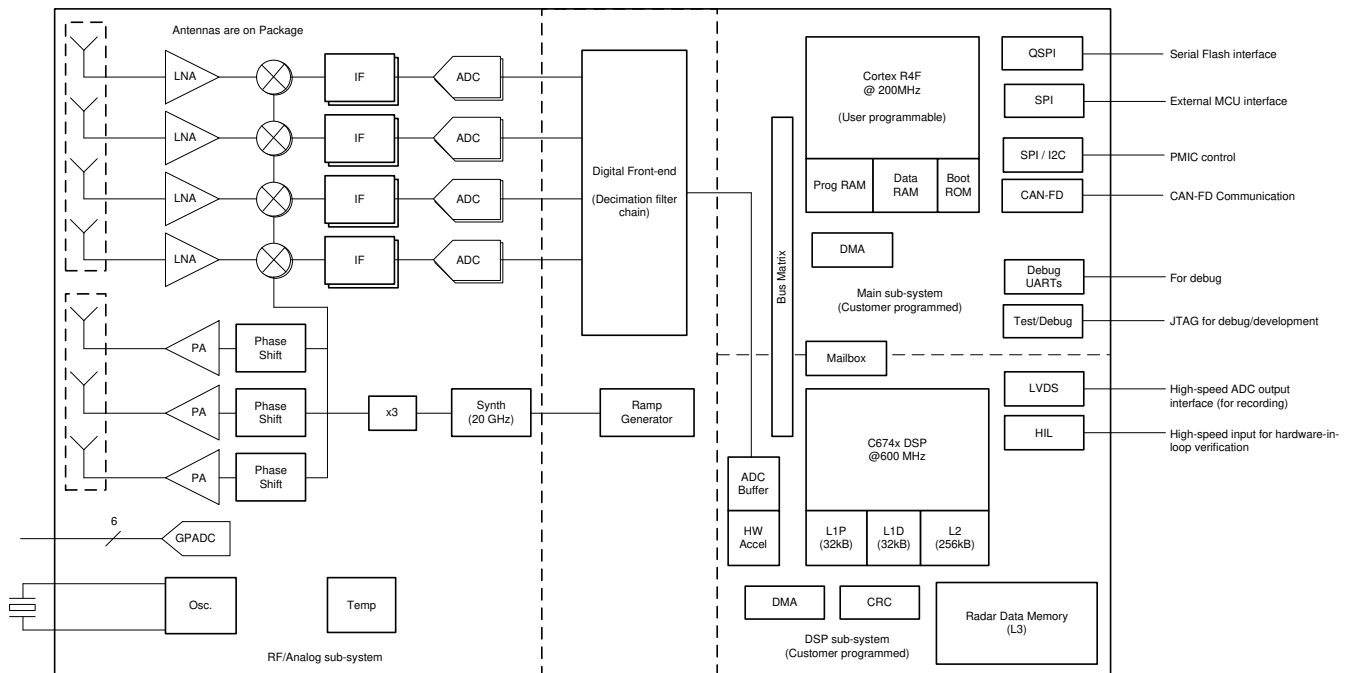 Antennas are on Package
LNA
IF
ADC
LNA
IF
ADC
LNA
IF
ADC
LNA
IF
ADC
PA
Phase
Shift
PA
Phase
Shift
PA
Phase
Shift
x3
Synth
(20 GHz)
Ramp
Generator
6
GPADC
Osc.
Temp
RF/Analog sub-system
Digital Front-end
(Decimation filter
chain)
Bus Matrix
Cortex R4F
@ 200MHz
(User programmable)
Prog RAM
Data
RAM
Boot
ROM
DMA
Main sub-system
(Customer programmed)
QSPI
Serial Flash interface
SPI
External MCU interface
SPI / I2C
PMIC control
CAN-FD
CAN-FD Communication
Debug
UARTs
For debug
Test/Debug
JTAG for debug/development
Mailbox
LVDS
High-speed ADC output
interface (for recording)
HIL
High-speed input for hardware-in-
loop verification
C674x DSP
@600 MHz
L1P
(32kB)
L1D
(32kB)
L2
(256kB)
ADC
Buffer
HW
Accel
DMA
CRC
Radar Data Memory
(L3)
DSP sub-system
(Customer programmed)